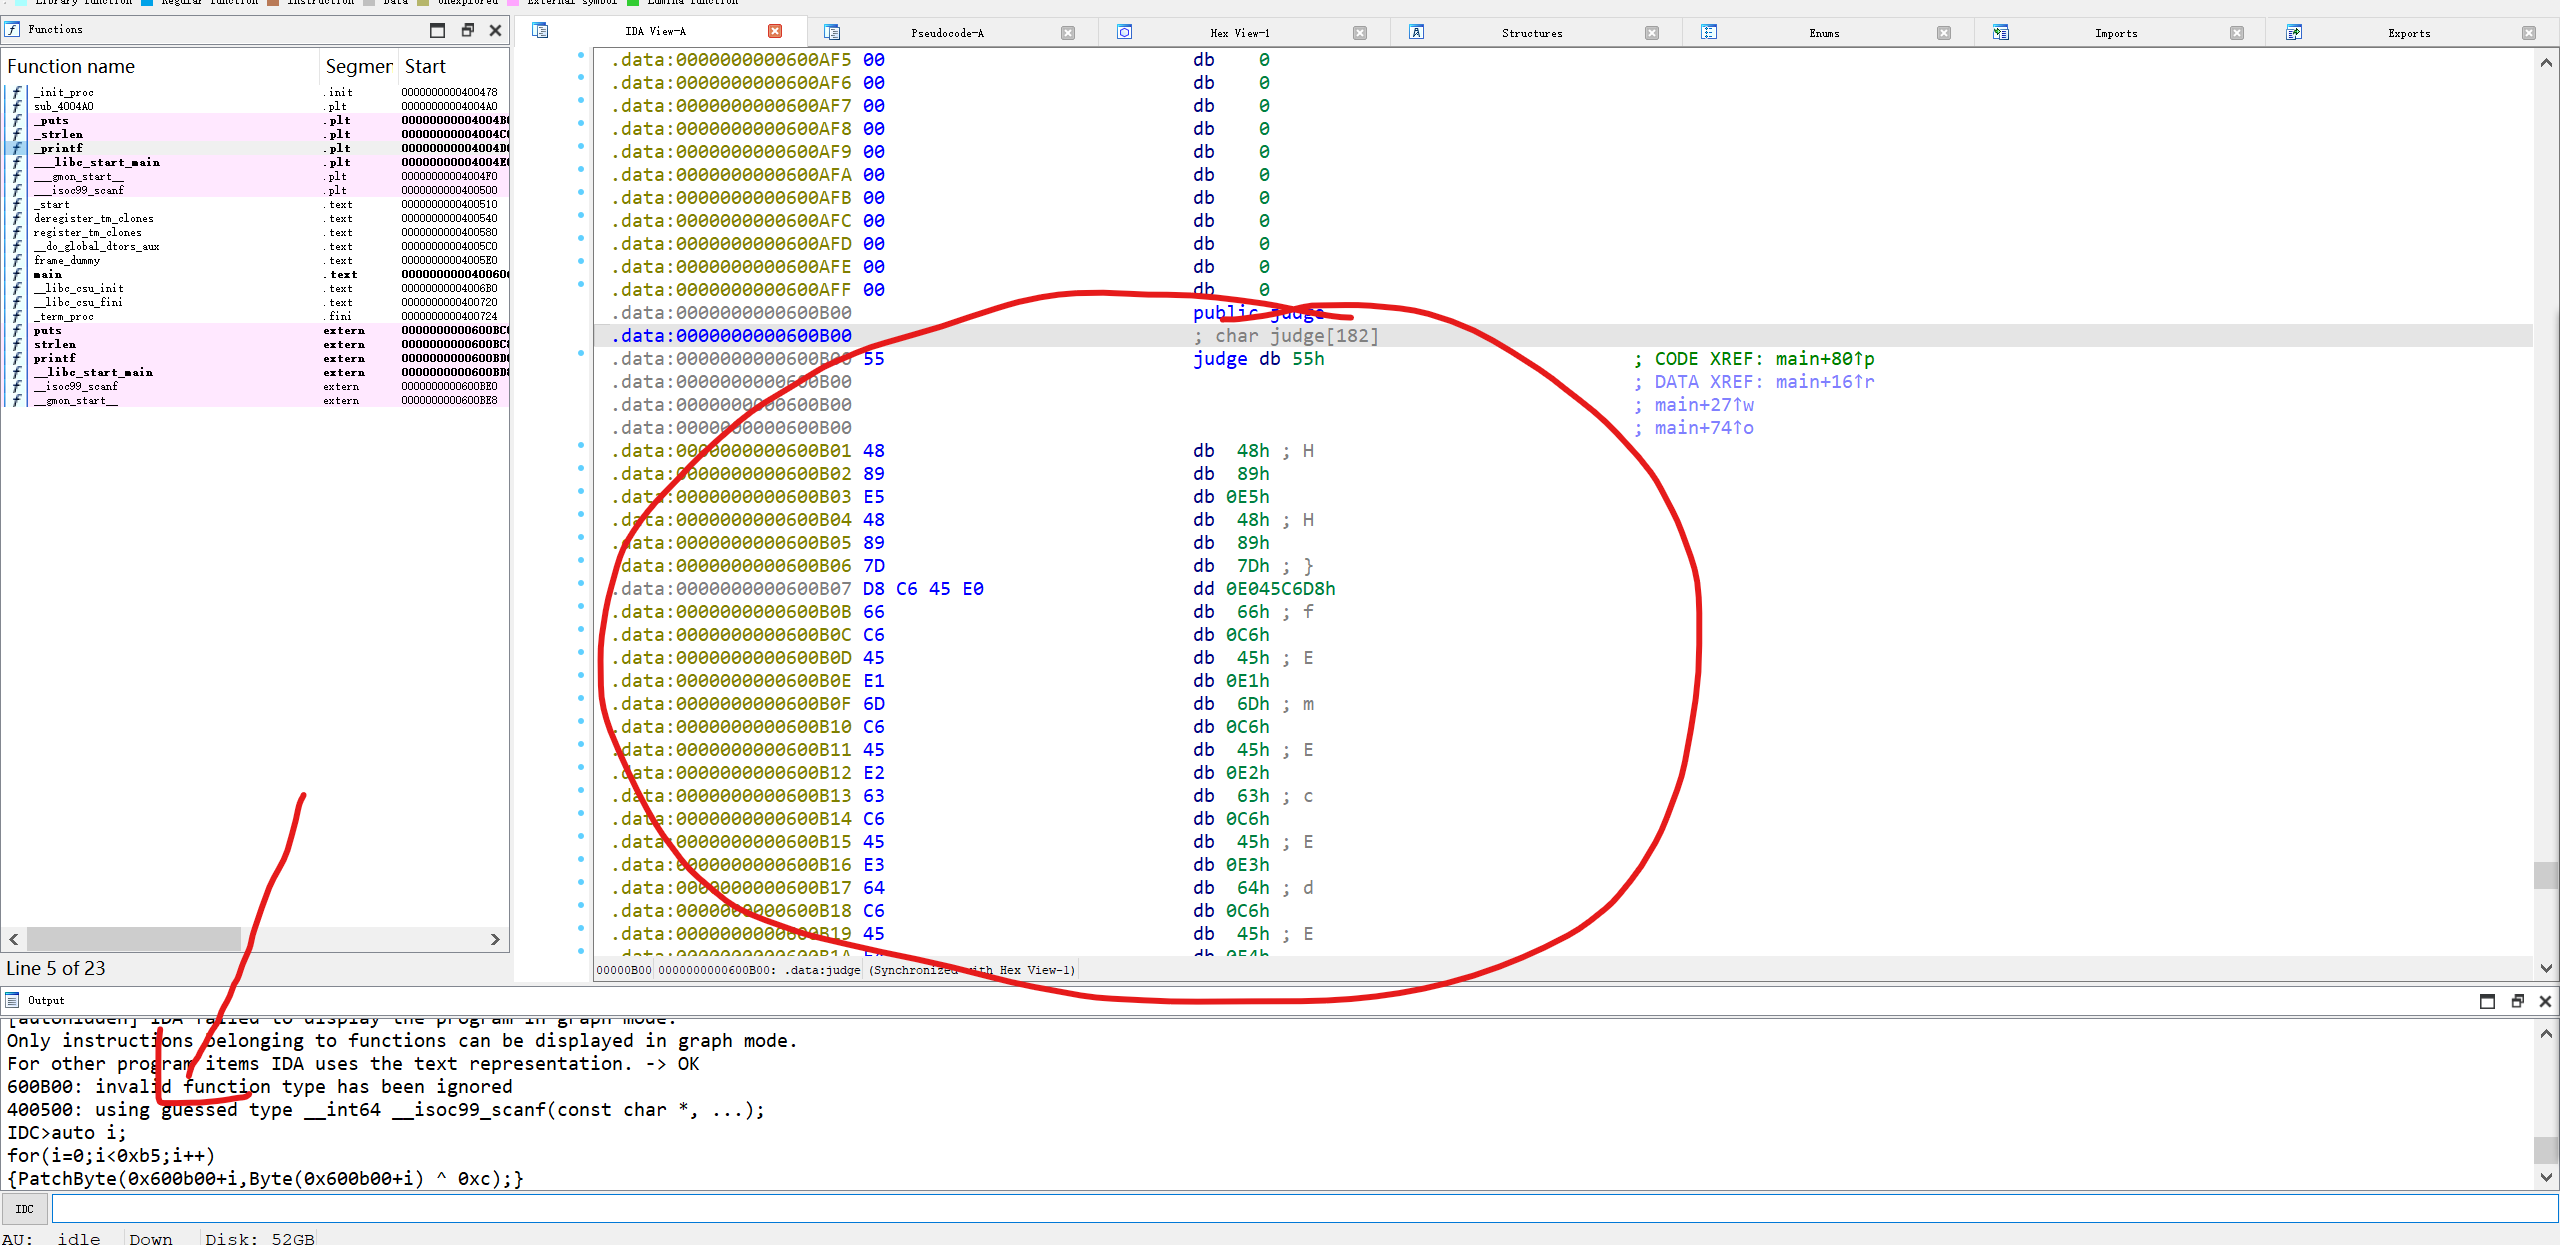 Library function Regular function Instruction Data Unexplored External symbol Lumina function
Functions
Function name Segmen Start
_init_proc .init 0000000000400478
sub_4004A0 .plt 00000000004004A0
_puts .plt 00000000004004B
_strlen .plt 00000000004004C
_printf .plt 00000000004004D
___libc_start_main .plt 00000000004004E
___gmon_start__ .plt 00000000004004F0
___isoc99_scanf .plt 0000000000400500
_start .text 0000000000400510
deregister_tm_clones .text 0000000000400540
register_tm_clones .text 0000000000400580
__do_global_dtors_aux .text 00000000004005C0
frame_dummy .text 00000000004005E0
main .text 000000000040060
__libc_csu_init .text 00000000004006B0
__libc_csu_fini .text 0000000000400720
_term_proc .fini 0000000000400724
puts extern 0000000000600BC
strlen extern 0000000000600BC
printf extern 0000000000600BD
__libc_start_main extern 0000000000600BD
__isoc99_scanf extern 0000000000600BE0
__gmon_start__ extern 0000000000600BE8
Line 5 of 23
IDA View-A Pseudocode-A Hex View-1 Structures Enums Imports Exports
.data:0000000000600AF5 00 db 0
.data:0000000000600AF6 00 db 0
.data:0000000000600AF7 00 db 0
.data:0000000000600AF8 00 db 0
.data:0000000000600AF9 00 db 0
.data:0000000000600AFA 00 db 0
.data:0000000000600AFB 00 db 0
.data:0000000000600AFC 00 db 0
.data:0000000000600AFD 00 db 0
.data:0000000000600AFE 00 db 0
.data:0000000000600AFF 00 db 0
.data:0000000000600B00 public judge
.data:0000000000600B00 ; char judge[182]
.data:0000000000600B00 55 judge db 55h ; CODE XREF: main+80↑p
.data:0000000000600B00 ; DATA XREF: main+16↑r
.data:0000000000600B00 ; main+27↑w
.data:0000000000600B00 ; main+74↑o
.data:0000000000600B01 48 db 48h ; H
.data:0000000000600B02 89 db 89h
.data:0000000000600B03 E5 db 0E5h
.data:0000000000600B04 48 db 48h ; H
.data:0000000000600B05 89 db 89h
.data:0000000000600B06 7D db 7Dh ; }
.data:0000000000600B07 D8 C6 45 E0 dd 0E045C6D8h
.data:0000000000600B0B 66 db 66h ; f
.data:0000000000600B0C C6 db 0C6h
.data:0000000000600B0D 45 db 45h ; E
.data:0000000000600B0E E1 db 0E1h
.data:0000000000600B0F 6D db 6Dh ; m
.data:0000000000600B10 C6 db 0C6h
.data:0000000000600B11 45 db 45h ; E
.data:0000000000600B12 E2 db 0E2h
.data:0000000000600B13 63 db 63h ; c
.data:0000000000600B14 C6 db 0C6h
.data:0000000000600B15 45 db 45h ; E
.data:0000000000600B16 E3 db 0E3h
.data:0000000000600B17 64 db 64h ; d
.data:0000000000600B18 C6 db 0C6h
.data:0000000000600B19 45 db 45h ; E
.data:0000000000600B1A E4 db 0E4h
00000B00 0000000000600B00: .data:judge (Synchronized with Hex View-1)
Output
[autohidden] IDA failed to display the program in graph mode.
Only instructions belonging to functions can be displayed in graph mode.
For other program items IDA uses the text representation. -> OK
600B00: invalid function type has been ignored
400500: using guessed type __int64 __isoc99_scanf(const char *, ...);
IDC>auto i;
for(i=0;i<0xb5;i++)
{PatchByte(0x600b00+i,Byte(0x600b00+i) ^ 0xc);}
IDC
AU: idle Down Disk: 52GB